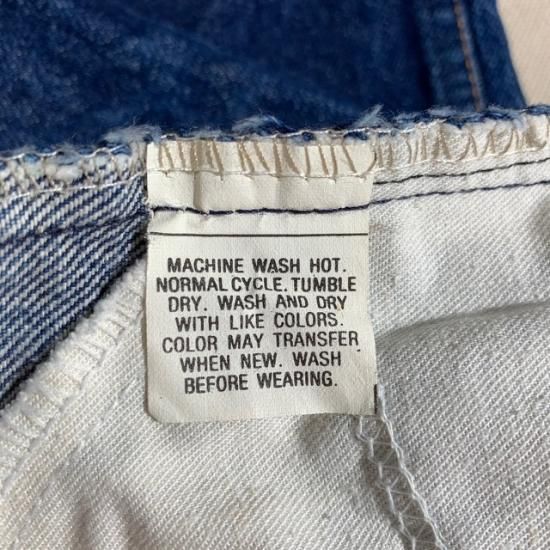 MACHINE WASH HOT.
NORMAL CYCLE. TUMBLE
DRY. WASH AND DRY
WITH LIKE COLORS.
COLOR MAY TRANSFER
WHEN NEW. WASH
BEFORE WEARING.